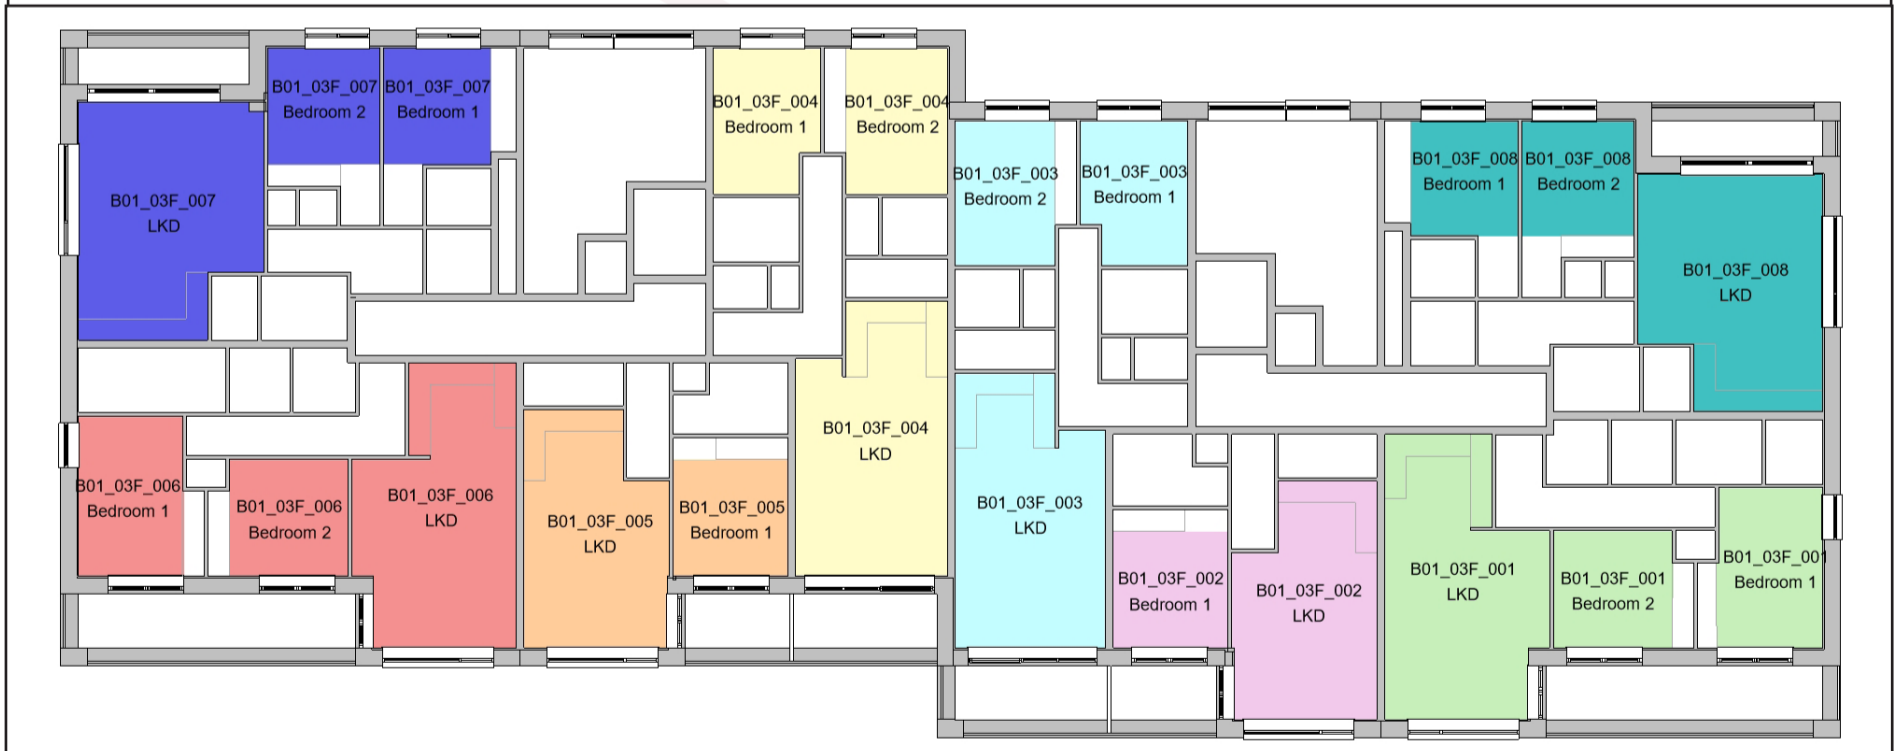 B01_03F_007
Bedroom 2
B01_03F_007
Bedroom 1
B01_03F_004
Bedroom 1
B01_03F_004
Bedroom 2
B01_03F_003
Bedroom 2
B01_03F_003
Bedroom 1
B01_03F_008
Bedroom 1
B01_03F_008
Bedroom 2
B01_03F_007
LKD
B01_03F_008
LKD
B01_03F_006
Bedroom 1
B01_03F_006
Bedroom 2
B01_03F_006
LKD
B01_03F_005
LKD
B01_03F_005
Bedroom 1
B01_03F_004
LKD
B01_03F_003
LKD
B01_03F_002
Bedroom 1
B01_03F_002
LKD
B01_03F_001
LKD
B01_03F_001
Bedroom 2
B01_03F_001
Bedroom 1